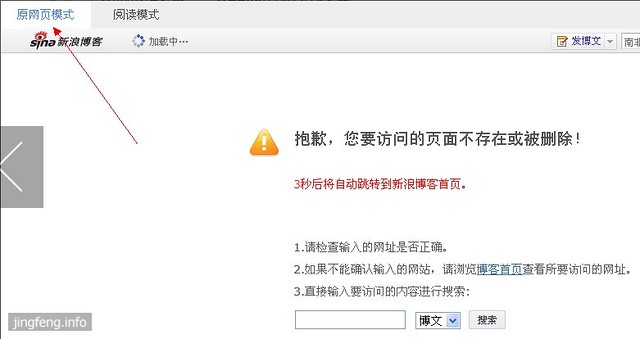 原网页模式 阅读模式
sina 新浪博客 加载中… 发博文 南非
抱歉，您要访问的页面不存在或被删除！
3秒后将自动跳转到新浪博客首页。
1.请检查输入的网址是否正确。
2.如果不能确认输入的网站，请浏览博客首页查看所要访问的网址。
3.直接输入要访问的内容进行搜索：
博文 搜索
jingfeng.info